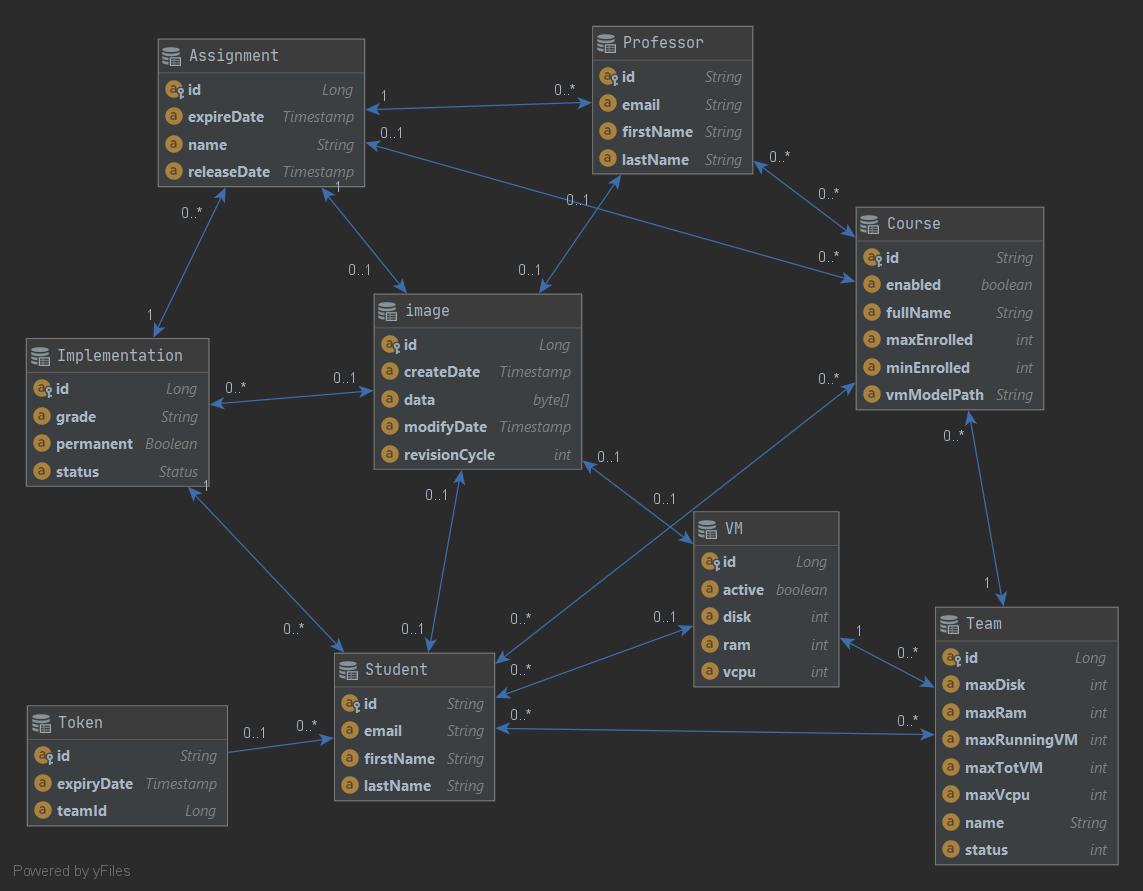 Assignment
id Long
expireDate Timestamp
name String
releaseDate Timestamp
Professor
id String
email String
firstName String
lastName String
1
0..*
0..1
0..*
1
0..*
0..1
0..*
Course
id String
enabled boolean
fullName String
maxEnrolled int
minEnrolled int
vmModelPath String
0..*
0..1
0..1
0..*
1
image
id Long
createDate Timestamp
data byte[]
modifyDate Timestamp
revisionCycle int
Implementation
id Long
grade String
permanent Boolean
status Status
0..*
0..1
0..*
0..*
1
0..1
0..1
0..1
VM
id Long
active boolean
disk int
ram int
vcpu int
1
0..*
0..1
0..*
0..1
0..*
1
0..*
Team
id Long
maxDisk int
maxRam int
maxRunningVM int
maxTotVM int
maxVcpu int
name String
status int
Student
id String
email String
firstName String
lastName String
0..*
0..*
Token
id String
expiryDate Timestamp
teamId Long
0..1
0..*
Powered by yFiles